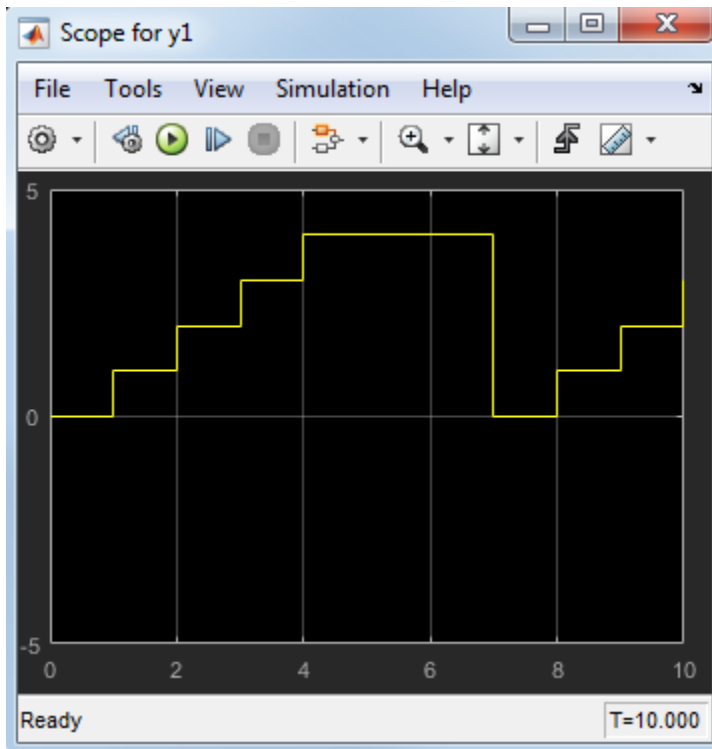 Scope for y1
File Tools View Simulation Help
5
0
-5
0 2 4 6 8 10
Ready T=10.000